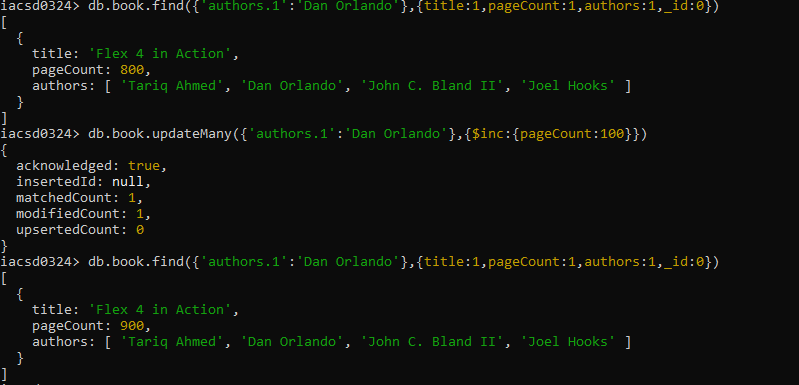 iacsd0324> db.book.find({'authors.1':'Dan Orlando'},{title:1,pageCount:1,authors:1,_id:0})
[
  {
    title: 'Flex 4 in Action',
    pageCount: 800,
    authors: [ 'Tariq Ahmed', 'Dan Orlando', 'John C. Bland II', 'Joel Hooks' ]
  }
]
iacsd0324> db.book.updateMany({'authors.1':'Dan Orlando'},{$inc:{pageCount:100}})
{
  acknowledged: true,
  insertedId: null,
  matchedCount: 1,
  modifiedCount: 1,
  upsertedCount: 0
}
iacsd0324> db.book.find({'authors.1':'Dan Orlando'},{title:1,pageCount:1,authors:1,_id:0})
[
  {
    title: 'Flex 4 in Action',
    pageCount: 900,
    authors: [ 'Tariq Ahmed', 'Dan Orlando', 'John C. Bland II', 'Joel Hooks' ]
  }
]